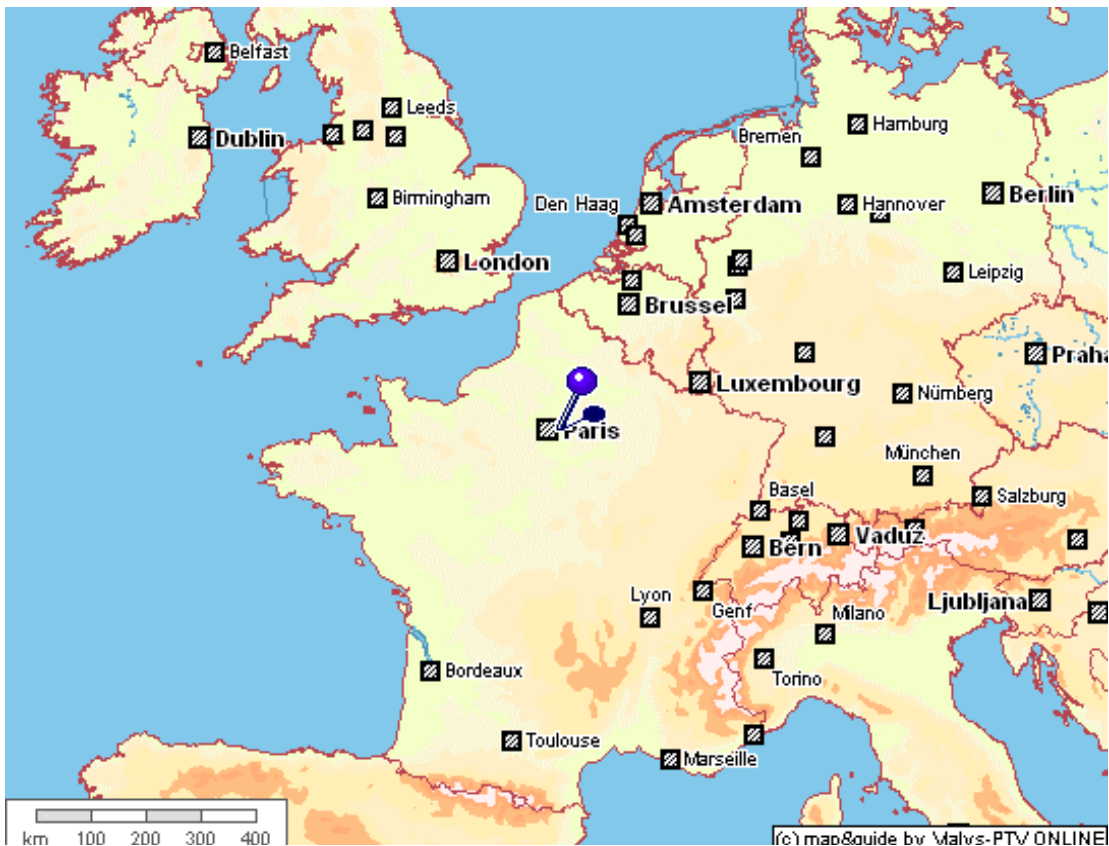 Belfast
Leeds
Hamburg
Dublin
Bremen
Birmingham
Den Haag
Amsterdam
Hannover
Berlin
London
Leipzig
Brussel
Praha
Luxembourg
Nürnberg
Paris
München
Basel
Salzburg
Bern
Vaduz
Lyon
Genf
Ljubljana
Milano
Bordeaux
Torino
Toulouse
Marseille
km 100 200 300 400
(c) map&guide by Malys-PTV ONLINE